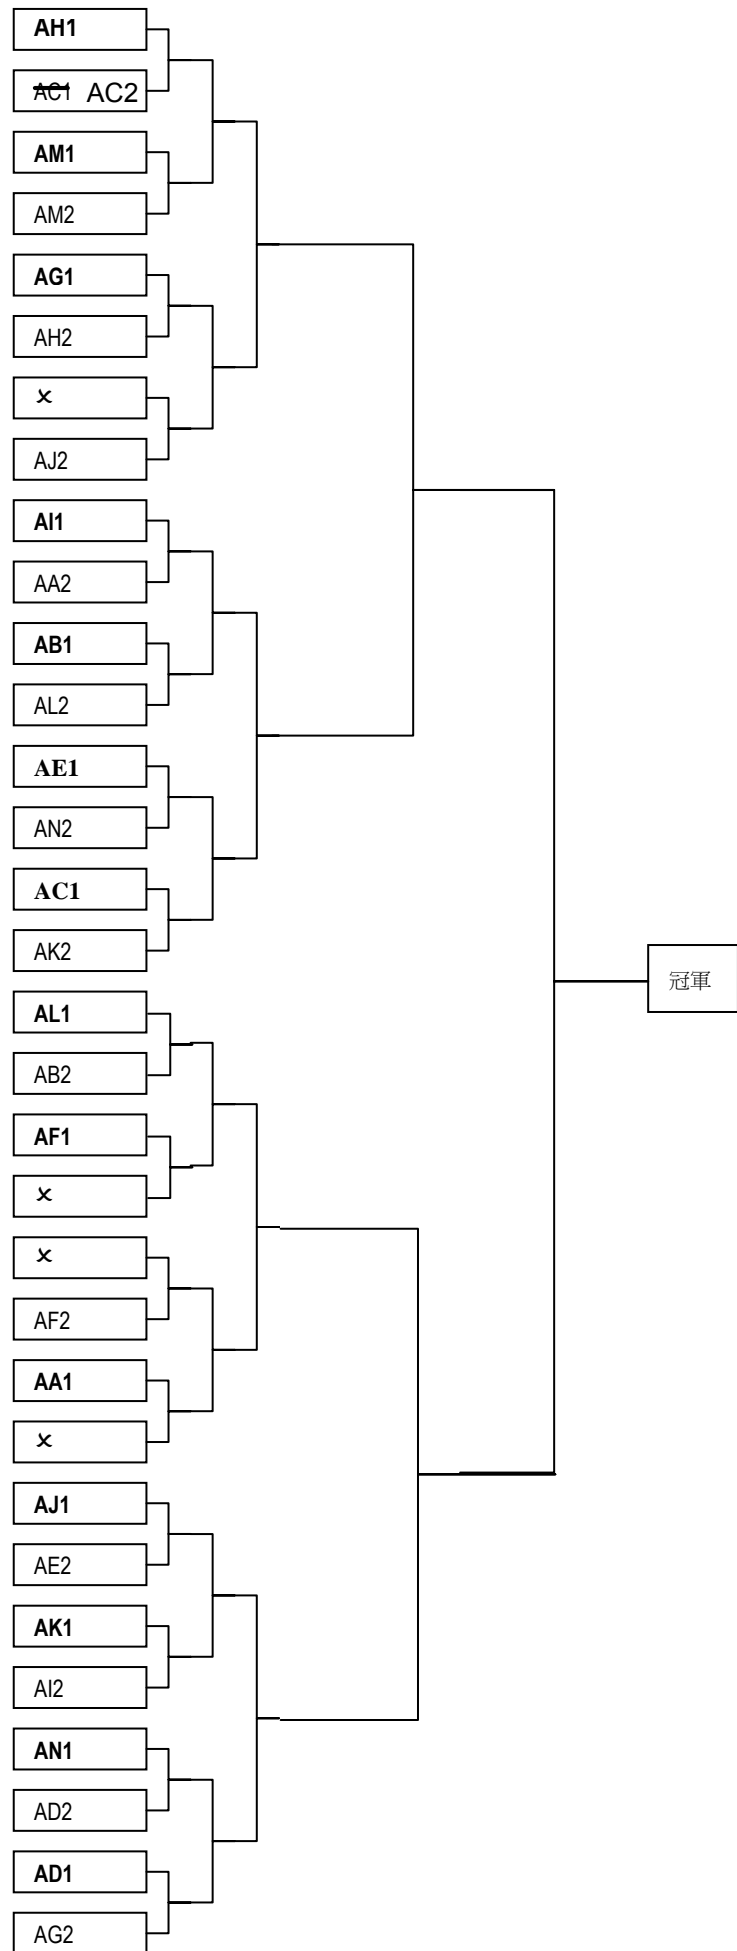 AH1
AC1 AC2
AM1
AM2
AG1
AH2
×
AJ2
AI1
AA2
AB1
AL2
AE1
AN2
AC1
AK2
冠軍
AL1
AB2
AF1
×
×
AF2
AA1
×
AJ1
AE2
AK1
AI2
AN1
AD2
AD1
AG2